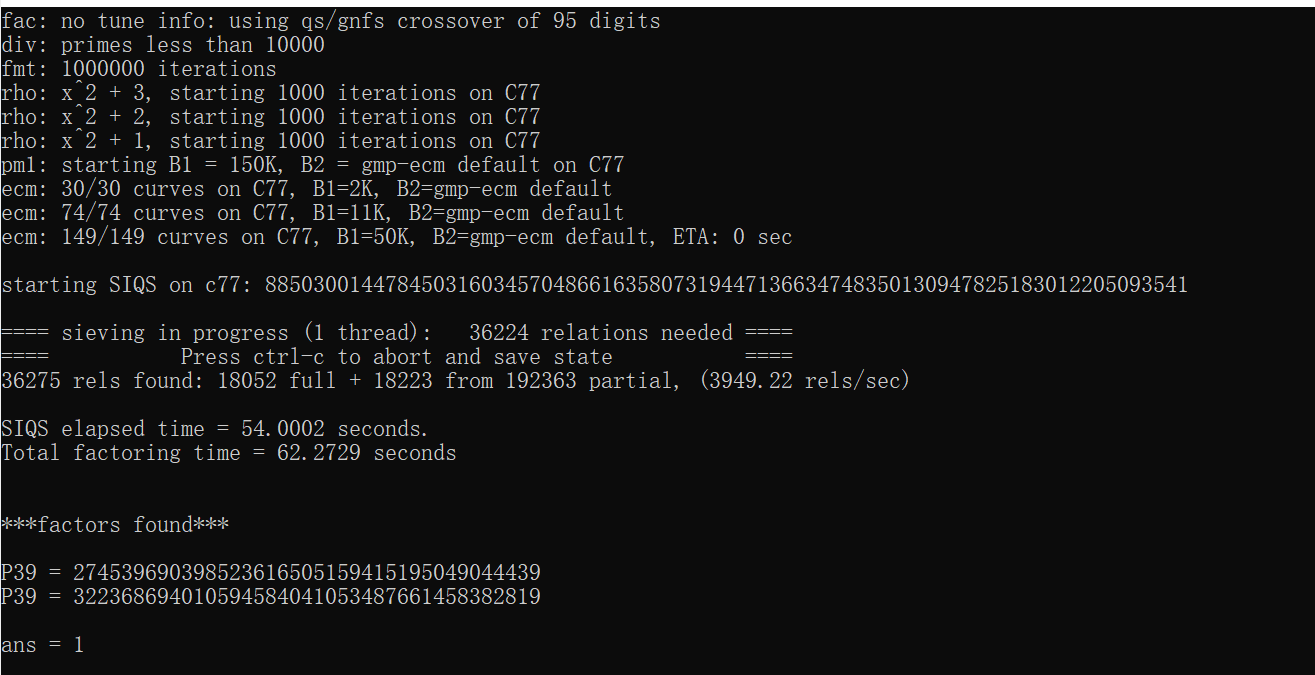 fac: no tune info: using qs/gnfs crossover of 95 digits
div: primes less than 10000
fmt: 1000000 iterations
rho: x^2 + 3, starting 1000 iterations on C77
rho: x^2 + 2, starting 1000 iterations on C77
rho: x^2 + 1, starting 1000 iterations on C77
pm1: starting B1 = 150K, B2 = gmp-ecm default on C77
ecm: 30/30 curves on C77, B1=2K, B2=gmp-ecm default
ecm: 74/74 curves on C77, B1=11K, B2=gmp-ecm default
ecm: 149/149 curves on C77, B1=50K, B2=gmp-ecm default, ETA: 0 sec
starting SIQS on c77: 88503001447845031603457048661635807319447136634748350130947825183012205093541
==== sieving in progress (1 thread):   36224 relations needed ====
====           Press ctrl-c to abort and save state           ====
36275 rels found: 18052 full + 18223 from 192363 partial, (3949.22 rels/sec)
SIQS elapsed time = 54.0002 seconds.
Total factoring time = 62.2729 seconds
***factors found***
P39 = 274539690398523616505159415195049044439
P39 = 322368694010594584041053487661458382819
ans = 1